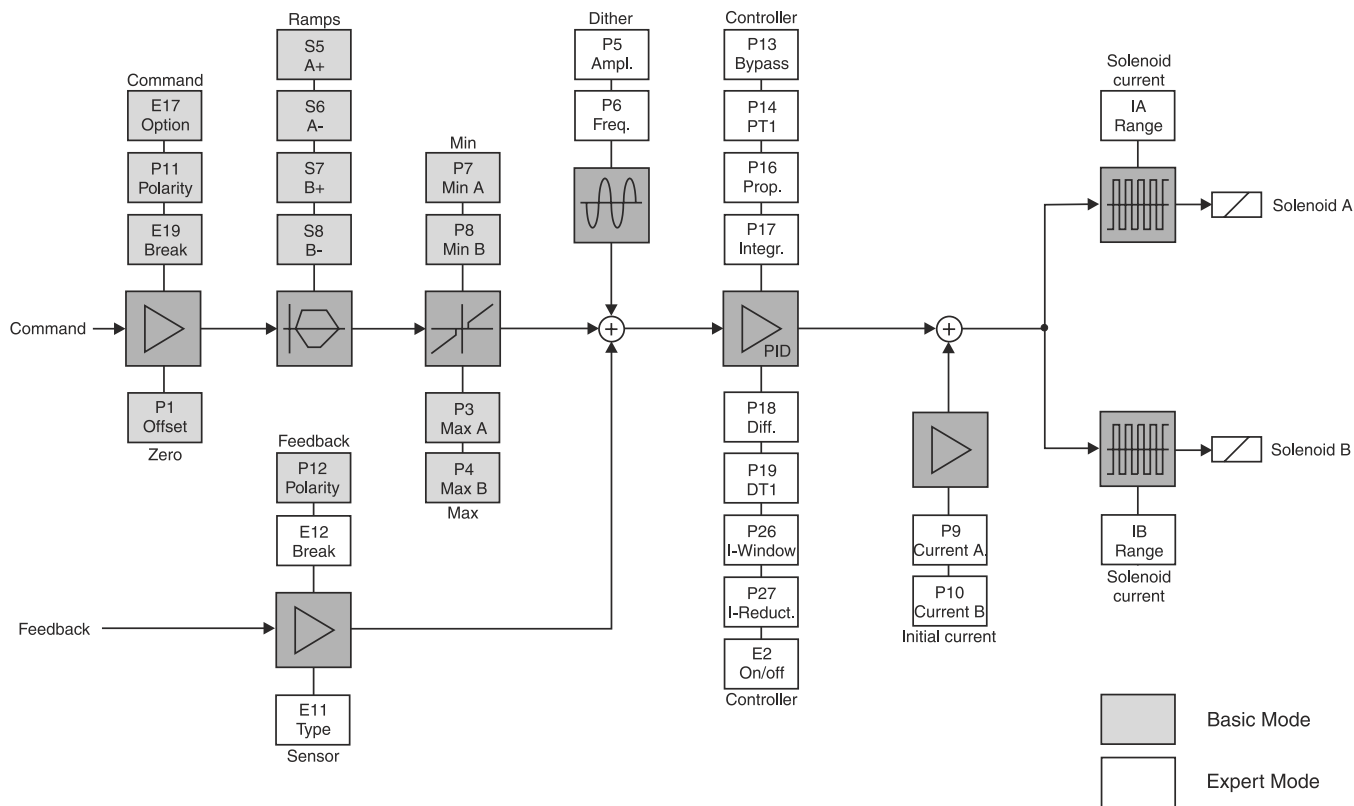 Ramps
S5
A+
S6
A-
S7
B+
S8
B-
Command
E17
Option
P11
Polarity
E19
Break
Command
P1
Offset
Zero
Min
P7
Min A
P8
Min B
P3
Max A
P4
Max B
Max
Feedback
P12
Polarity
E12
Break
Feedback
E11
Type
Sensor
Dither
P5
Ampl.
P6
Freq.
Controller
P13
Bypass
P14
PT1
P16
Prop.
P17
Integr.
PID
P18
Diff.
P19
DT1
P26
I-Window
P27
I-Reduct.
E2
On/off
Controller
P9
Current A.
P10
Current B
Initial current
Solenoid
current
IA
Range
Solenoid A
Solenoid B
IB
Range
Solenoid
current
Basic Mode
Expert Mode